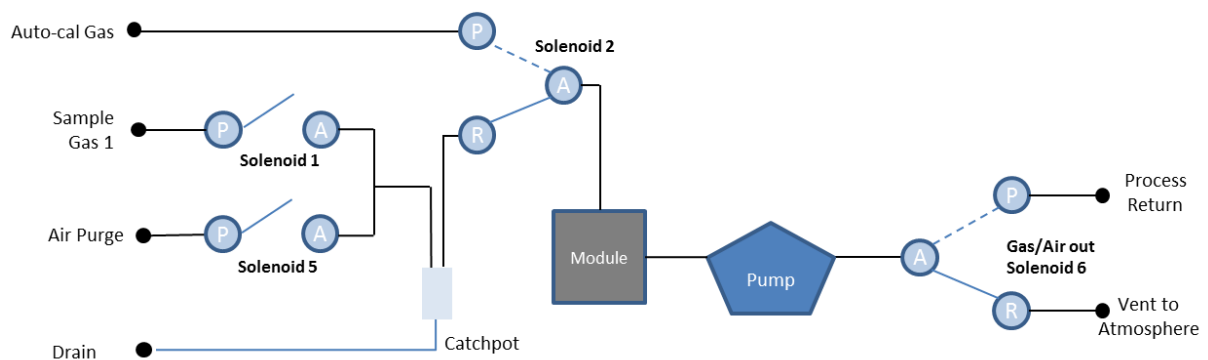 Auto-cal Gas
P
Solenoid 2
A
Sample
Gas 1
P
A
R
Solenoid 1
Air Purge
P
A
Solenoid 5
Module
Pump
A
P
Process
Return
Gas/Air out
Solenoid 6
R
Vent to
Atmosphere
Drain
Catchpot